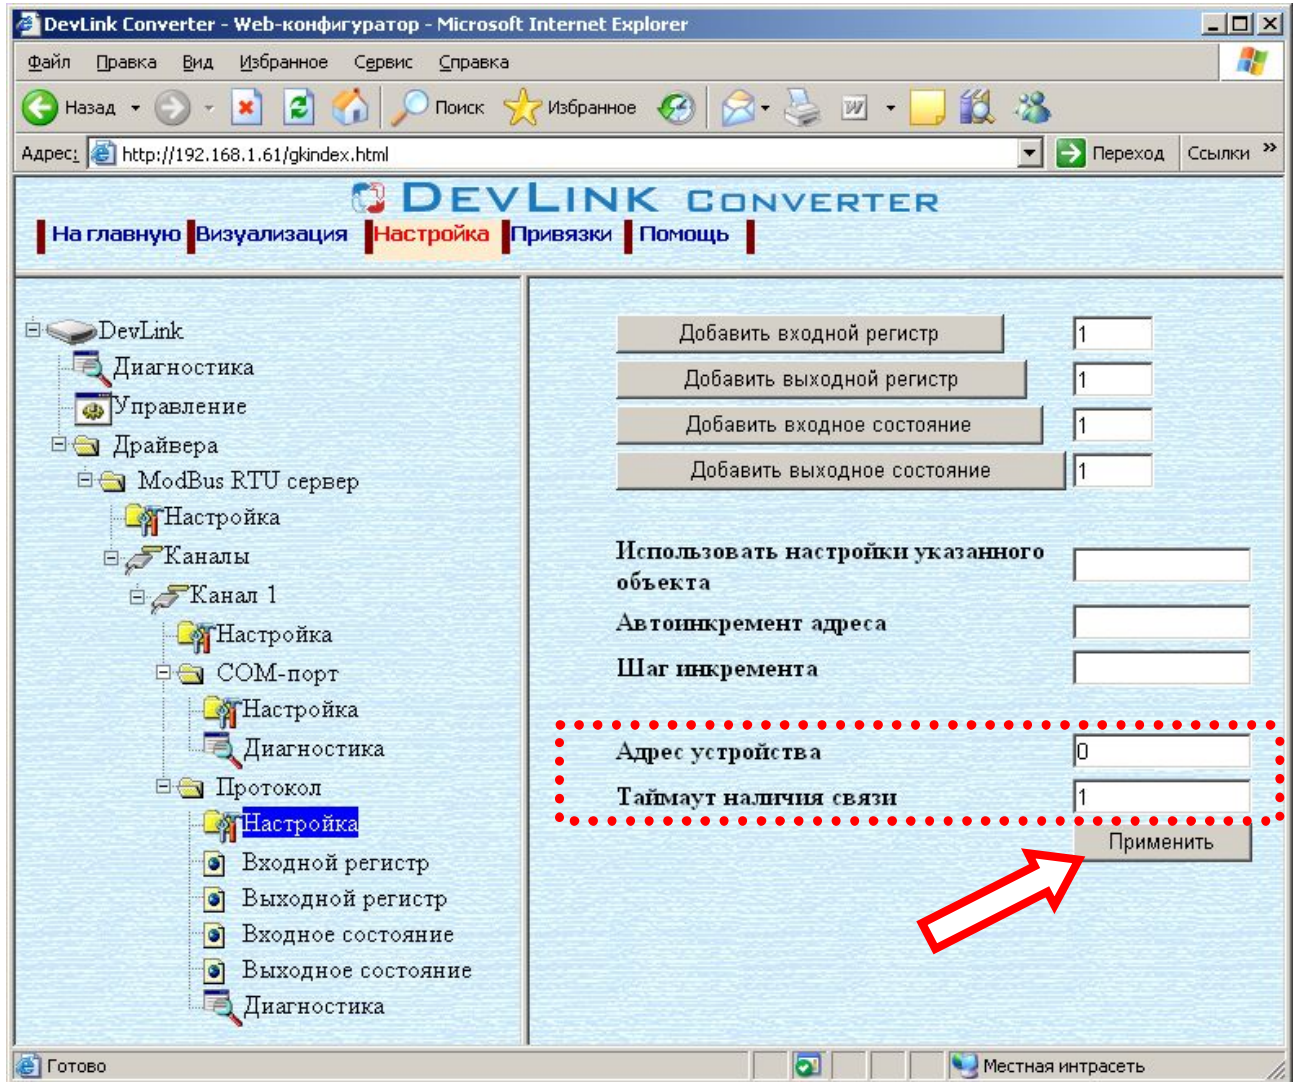 DevLink Converter - Web-конфигуратор - Microsoft Internet Explorer
Файл Правка Вид Избранное Сервис Справка
Назад Поиск Избранное
Адрес: http://192.168.1.61/gkindex.html Переход Ссылки »
DEVLINK CONVERTER
На главную Визуализация Настройка Привязки Помощь
DevLink
Диагностика
Управление
Драйвера
ModBus RTU сервер
Настройка
Каналы
Канал 1
Настройка
COM-порт
Настройка
Диагностика
Протокол
Настройка
Входной регистр
Выходной регистр
Входное состояние
Выходное состояние
Диагностика
Добавить входной регистр 1
Добавить выходной регистр 1
Добавить входное состояние 1
Добавить выходное состояние 1
Использовать настройки указанного
объекта
Автоинкремент адреса
Шаг инкремента
Адрес устройства 0
Таймаут наличия связи 1
Применить
Готово Местная интрасеть